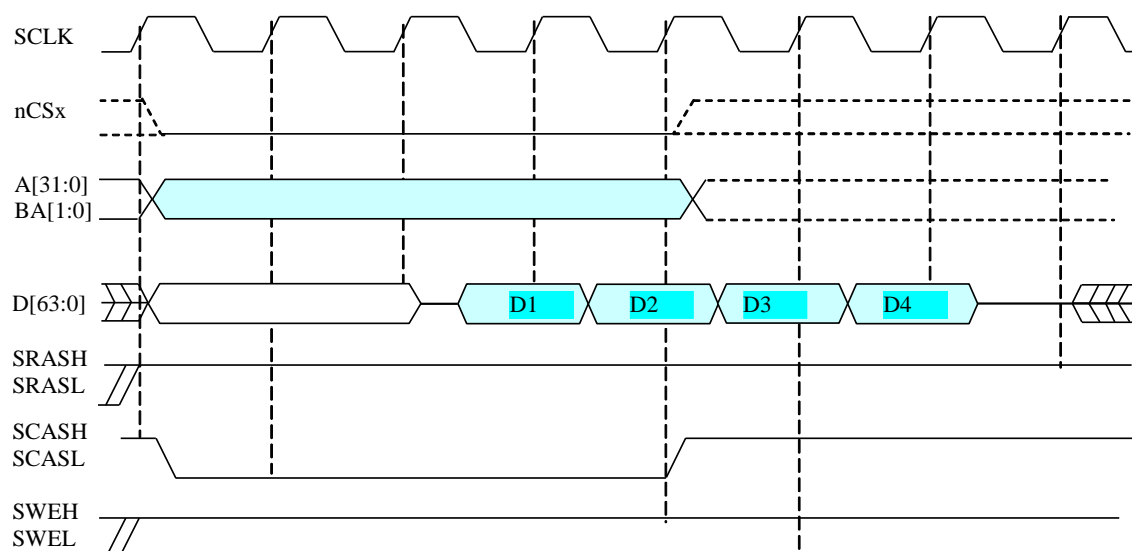 SCLK
nCSx
A[31:0]
BA[1:0]
D[63:0]
D1 D2 D3 D4
SRASH
SRASL
SCASH
SCASL
SWEH
SWEL